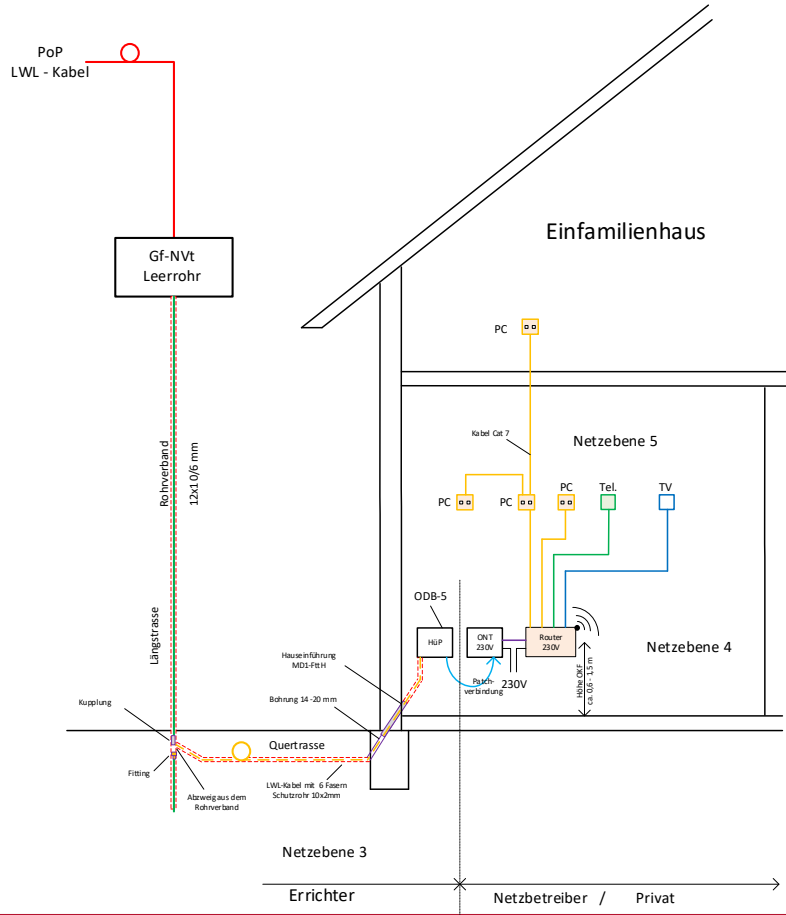 PoP
LWL - Kabel
Gf-NVt
Leerrohr
Einfamilienhaus
PC
Kabel Cat 7
Netzebene 5
PC
PC
PC
Tel.
TV
Rohrverband
12x10/6 mm
Längstrasse
ODB-5
HüP
ONT
230V
Router
230V
Netzebene 4
Hauseinführung
MD1-FttH
Patch-
verbindung
230V
Höhe OKF
ca. 0,6 - 1,5 m
Bohrung 14-20 mm
Kupplung
Quertrasse
Fitting
Abzweig aus dem
Rohrverband
LWL-Kabel mit 6 Fasern
Schutzrohr 10x2mm
Netzebene 3
Errichter
Netzbetreiber / Privat